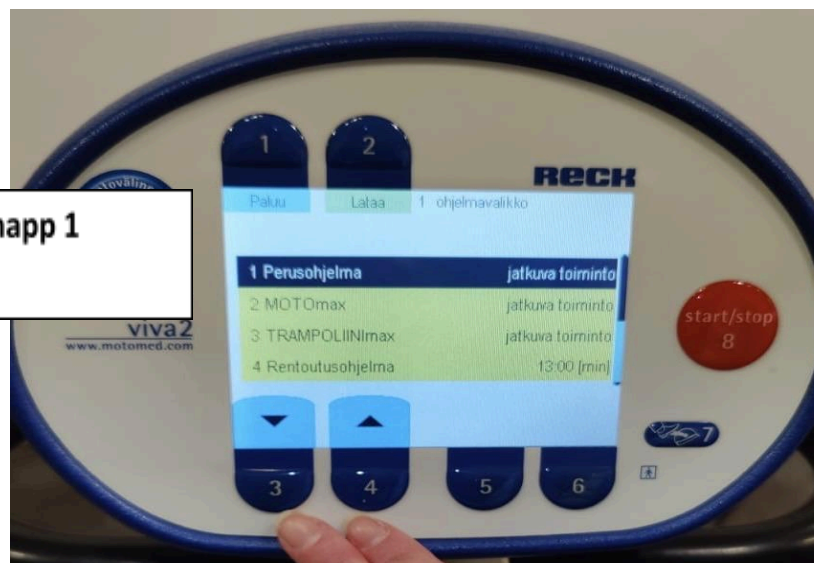 1
2
RECK
Paluu
Lataa
1 ohjelmavalikko
1 Perusohjelma jatkuva toiminto
2 MOTOmax jatkuva toiminto
3 TRAMPOLIINImax jatkuva toiminto
4 Rentoutusohjelma 13:00 [min]
1
viva2
www.motomed.com
start/stop
8
7
3
4
5
6